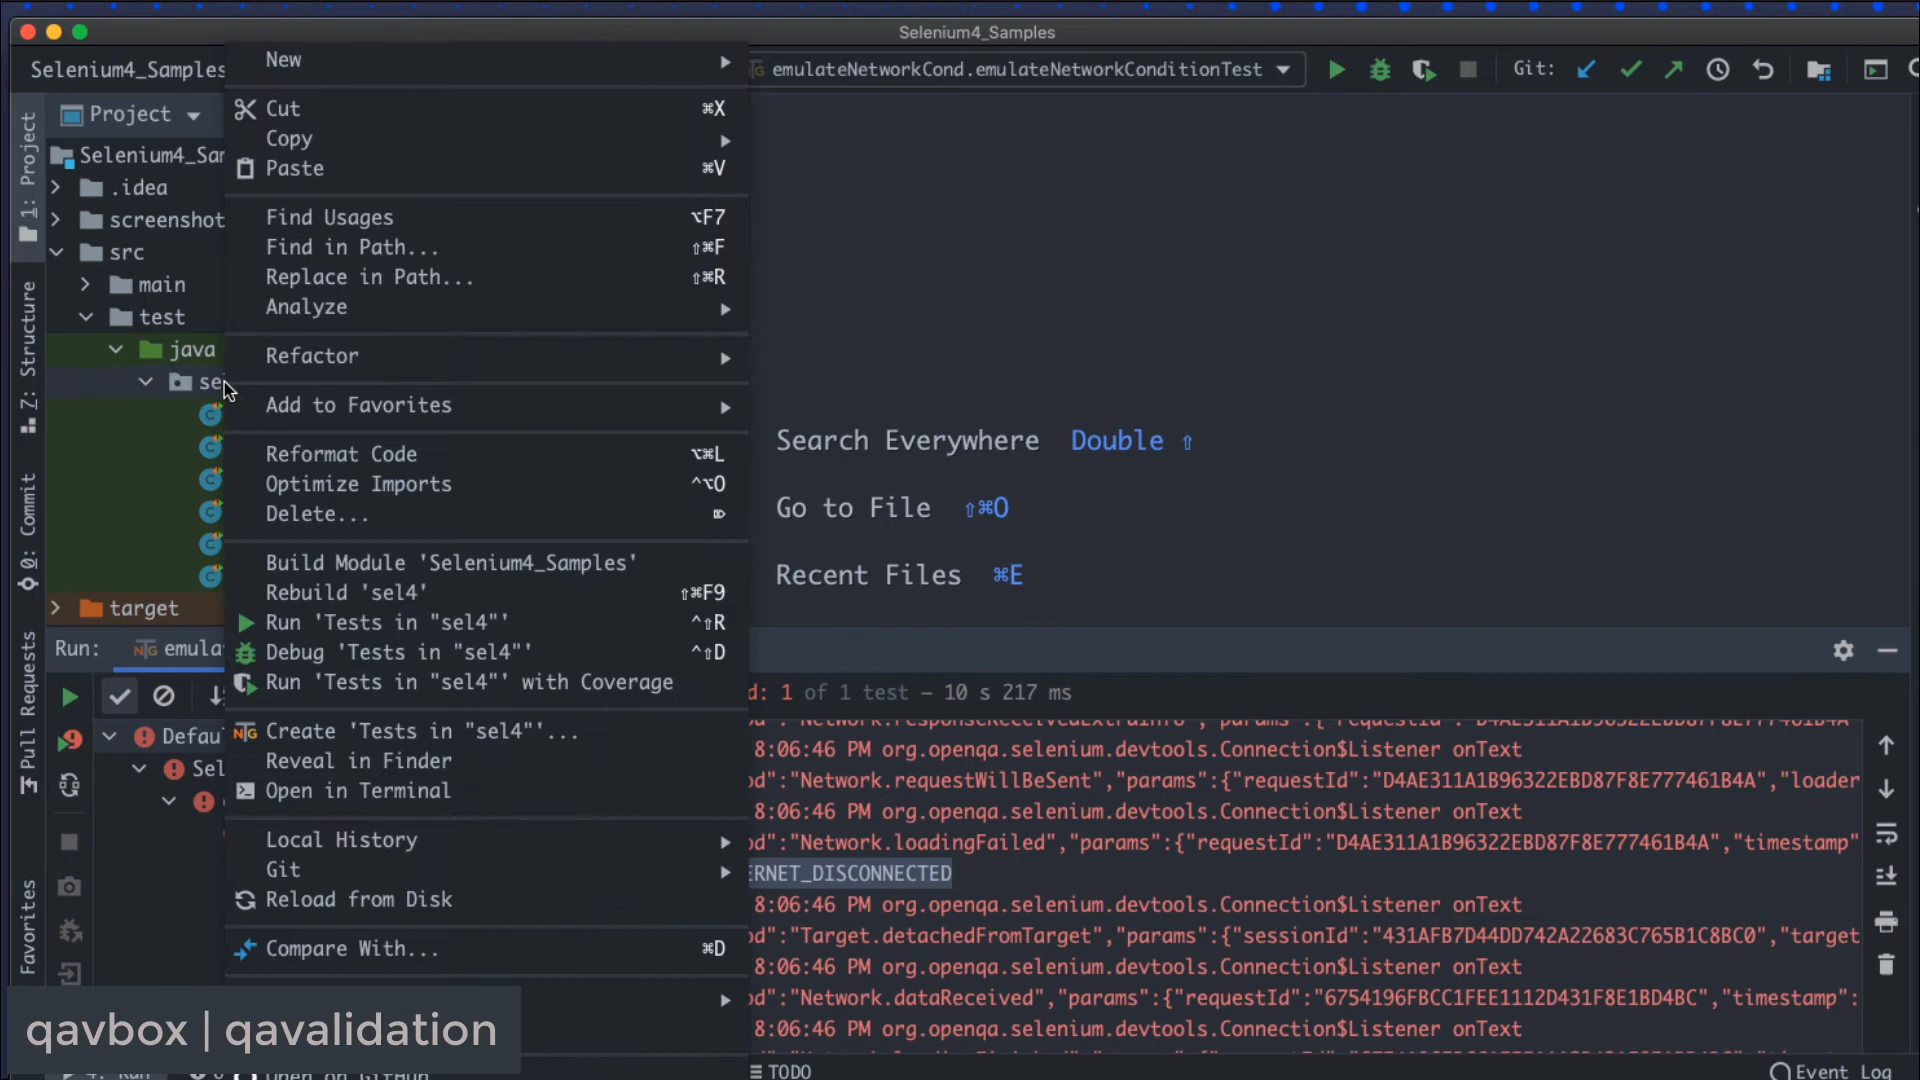 Selenium4_Samples
Selenium4_Samples
emulateNetworkCond.emulateNetworkConditionTest
Git:
1: Project
Z: Structure
0: Commit
Pull Requests
Favorites
Project
Selenium4_Sa
.idea
screenshot
src
main
test
java
se
target
New
Cut ⌘X
Copy
Paste ⌘V
Find Usages ⌥F7
Find in Path... ⇧⌘F
Replace in Path... ⇧⌘R
Analyze
Refactor
Add to Favorites
Reformat Code ⌥⌘L
Optimize Imports ^⌥O
Delete... ⌦
Build Module 'Selenium4_Samples'
Rebuild 'sel4' ⇧⌘F9
Run 'Tests in "sel4"' ^⇧R
Debug 'Tests in "sel4"' ^⇧D
Run 'Tests in "sel4"' with Coverage
Create 'Tests in "sel4"'...
Reveal in Finder
Open in Terminal
Local History
Git
Reload from Disk
Compare With... ⌘D
Search Everywhere Double ⇧
Go to File ⇧⌘O
Recent Files ⌘E
Run: emula
Defau
Sel
d: 1 of 1 test – 10 s 217 ms
8:06:46 PM org.openqa.selenium.devtools.Connection$Listener onText
od":"Network.requestWillBeSent","params":{"requestId":"D4AE311A1B96322EBD87F8E777461B4A","loader
8:06:46 PM org.openqa.selenium.devtools.Connection$Listener onText
od":"Network.loadingFailed","params":{"requestId":"D4AE311A1B96322EBD87F8E777461B4A","timestamp"
ERNET_DISCONNECTED
8:06:46 PM org.openqa.selenium.devtools.Connection$Listener onText
od":"Target.detachedFromTarget","params":{"sessionId":"431AFB7D44DD742A22683C765B1C8BC0","target
8:06:46 PM org.openqa.selenium.devtools.Connection$Listener onText
od":"Network.dataReceived","params":{"requestId":"6754196FBCC1FEE1112D431F8E1BD4BC","timestamp":
8:06:46 PM org.openqa.selenium.devtools.Connection$Listener onText
qavbox | qavalidation
TODO
Event Log